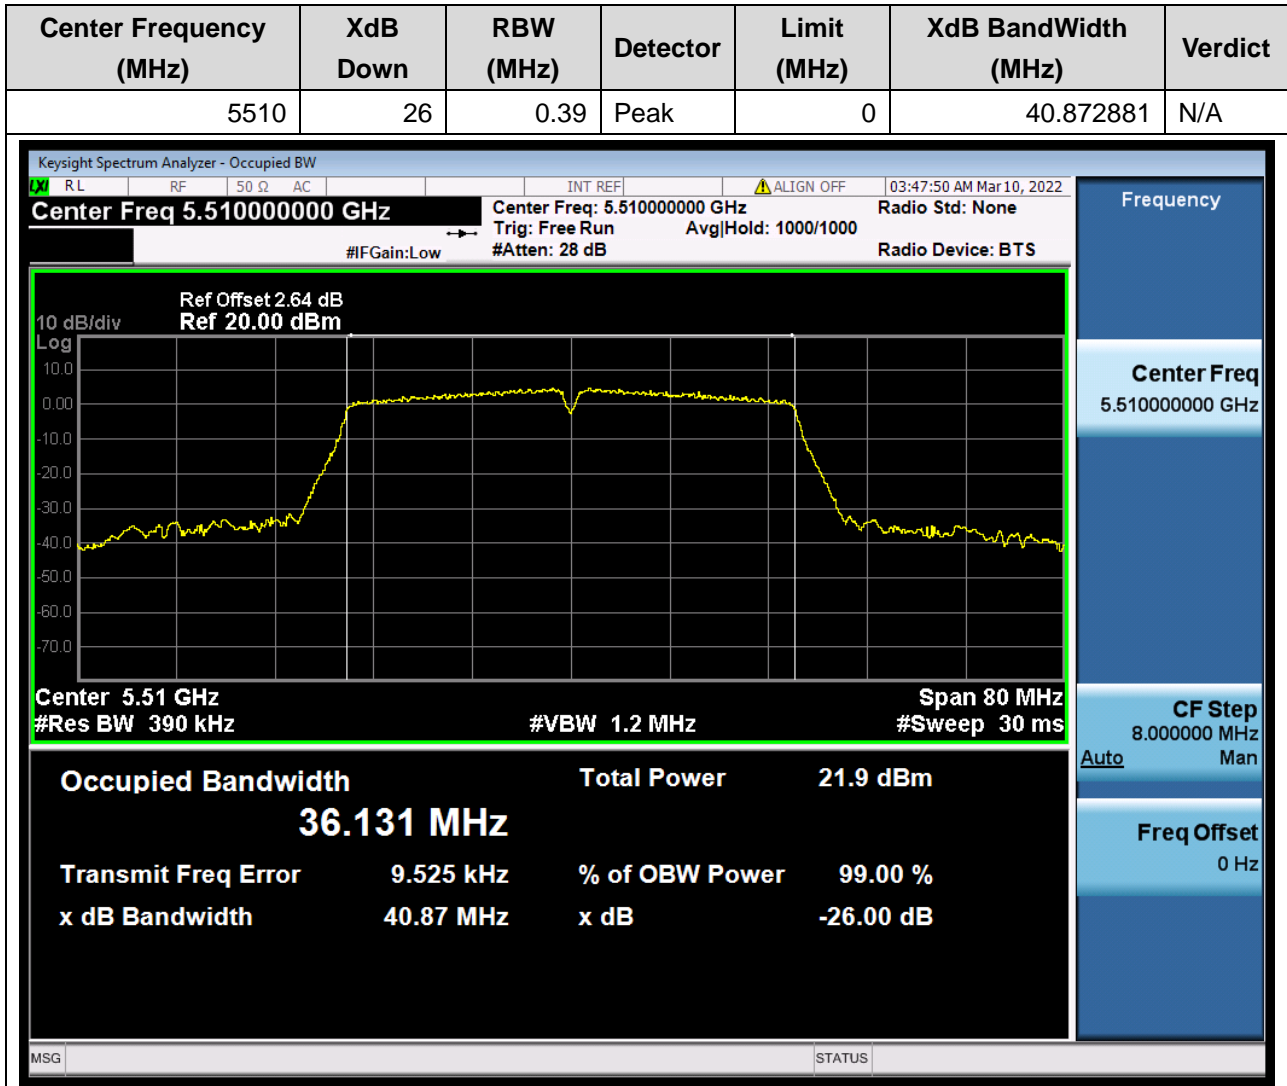 Center Frequency (MHz) XdB Down RBW (MHz) Detector Limit (MHz) XdB BandWidth (MHz) Verdict
5510 26 0.39 Peak 0 40.872881 N/A
Keysight Spectrum Analyzer - Occupied BW
LXI RL RF 50 Ω AC INT REF ALIGN OFF 03:47:50 AM Mar 10, 2022
Center Freq 5.510000000 GHz Center Freq: 5.510000000 GHz Radio Std: None
Trig: Free Run Avg|Hold: 1000/1000
#IFGain:Low #Atten: 28 dB Radio Device: BTS
Frequency
Ref Offset 2.64 dB
10 dB/div Ref 20.00 dBm
Log
10.0
0.00
-10.0
-20.0
-30.0
-40.0
-50.0
-60.0
-70.0
Center 5.51 GHz Span 80 MHz
#Res BW 390 kHz #VBW 1.2 MHz #Sweep 30 ms
Center Freq
5.510000000 GHz
CF Step
8.000000 MHz
Auto Man
Freq Offset
0 Hz
Occupied Bandwidth Total Power 21.9 dBm
36.131 MHz
Transmit Freq Error 9.525 kHz % of OBW Power 99.00 %
x dB Bandwidth 40.87 MHz x dB -26.00 dB
MSG STATUS